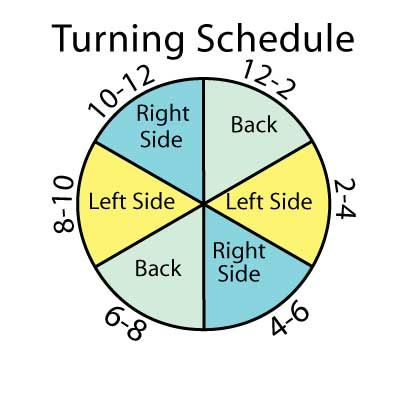 Turning Schedule
12-2
Back
2-4
Left Side
4-6
Right
Side
6-8
Back
8-10
Left Side
10-12
Right
Side